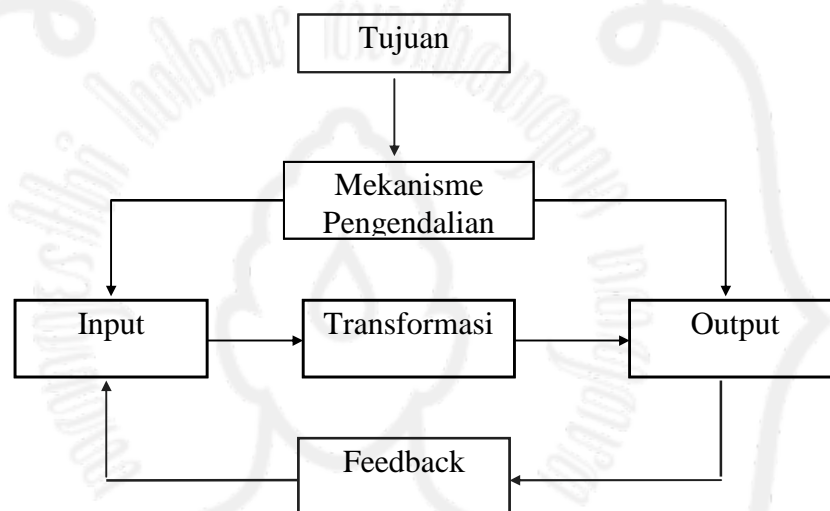 Tujuan
Mekanisme
Pengendalian
Input
Transformasi
Output
Feedback